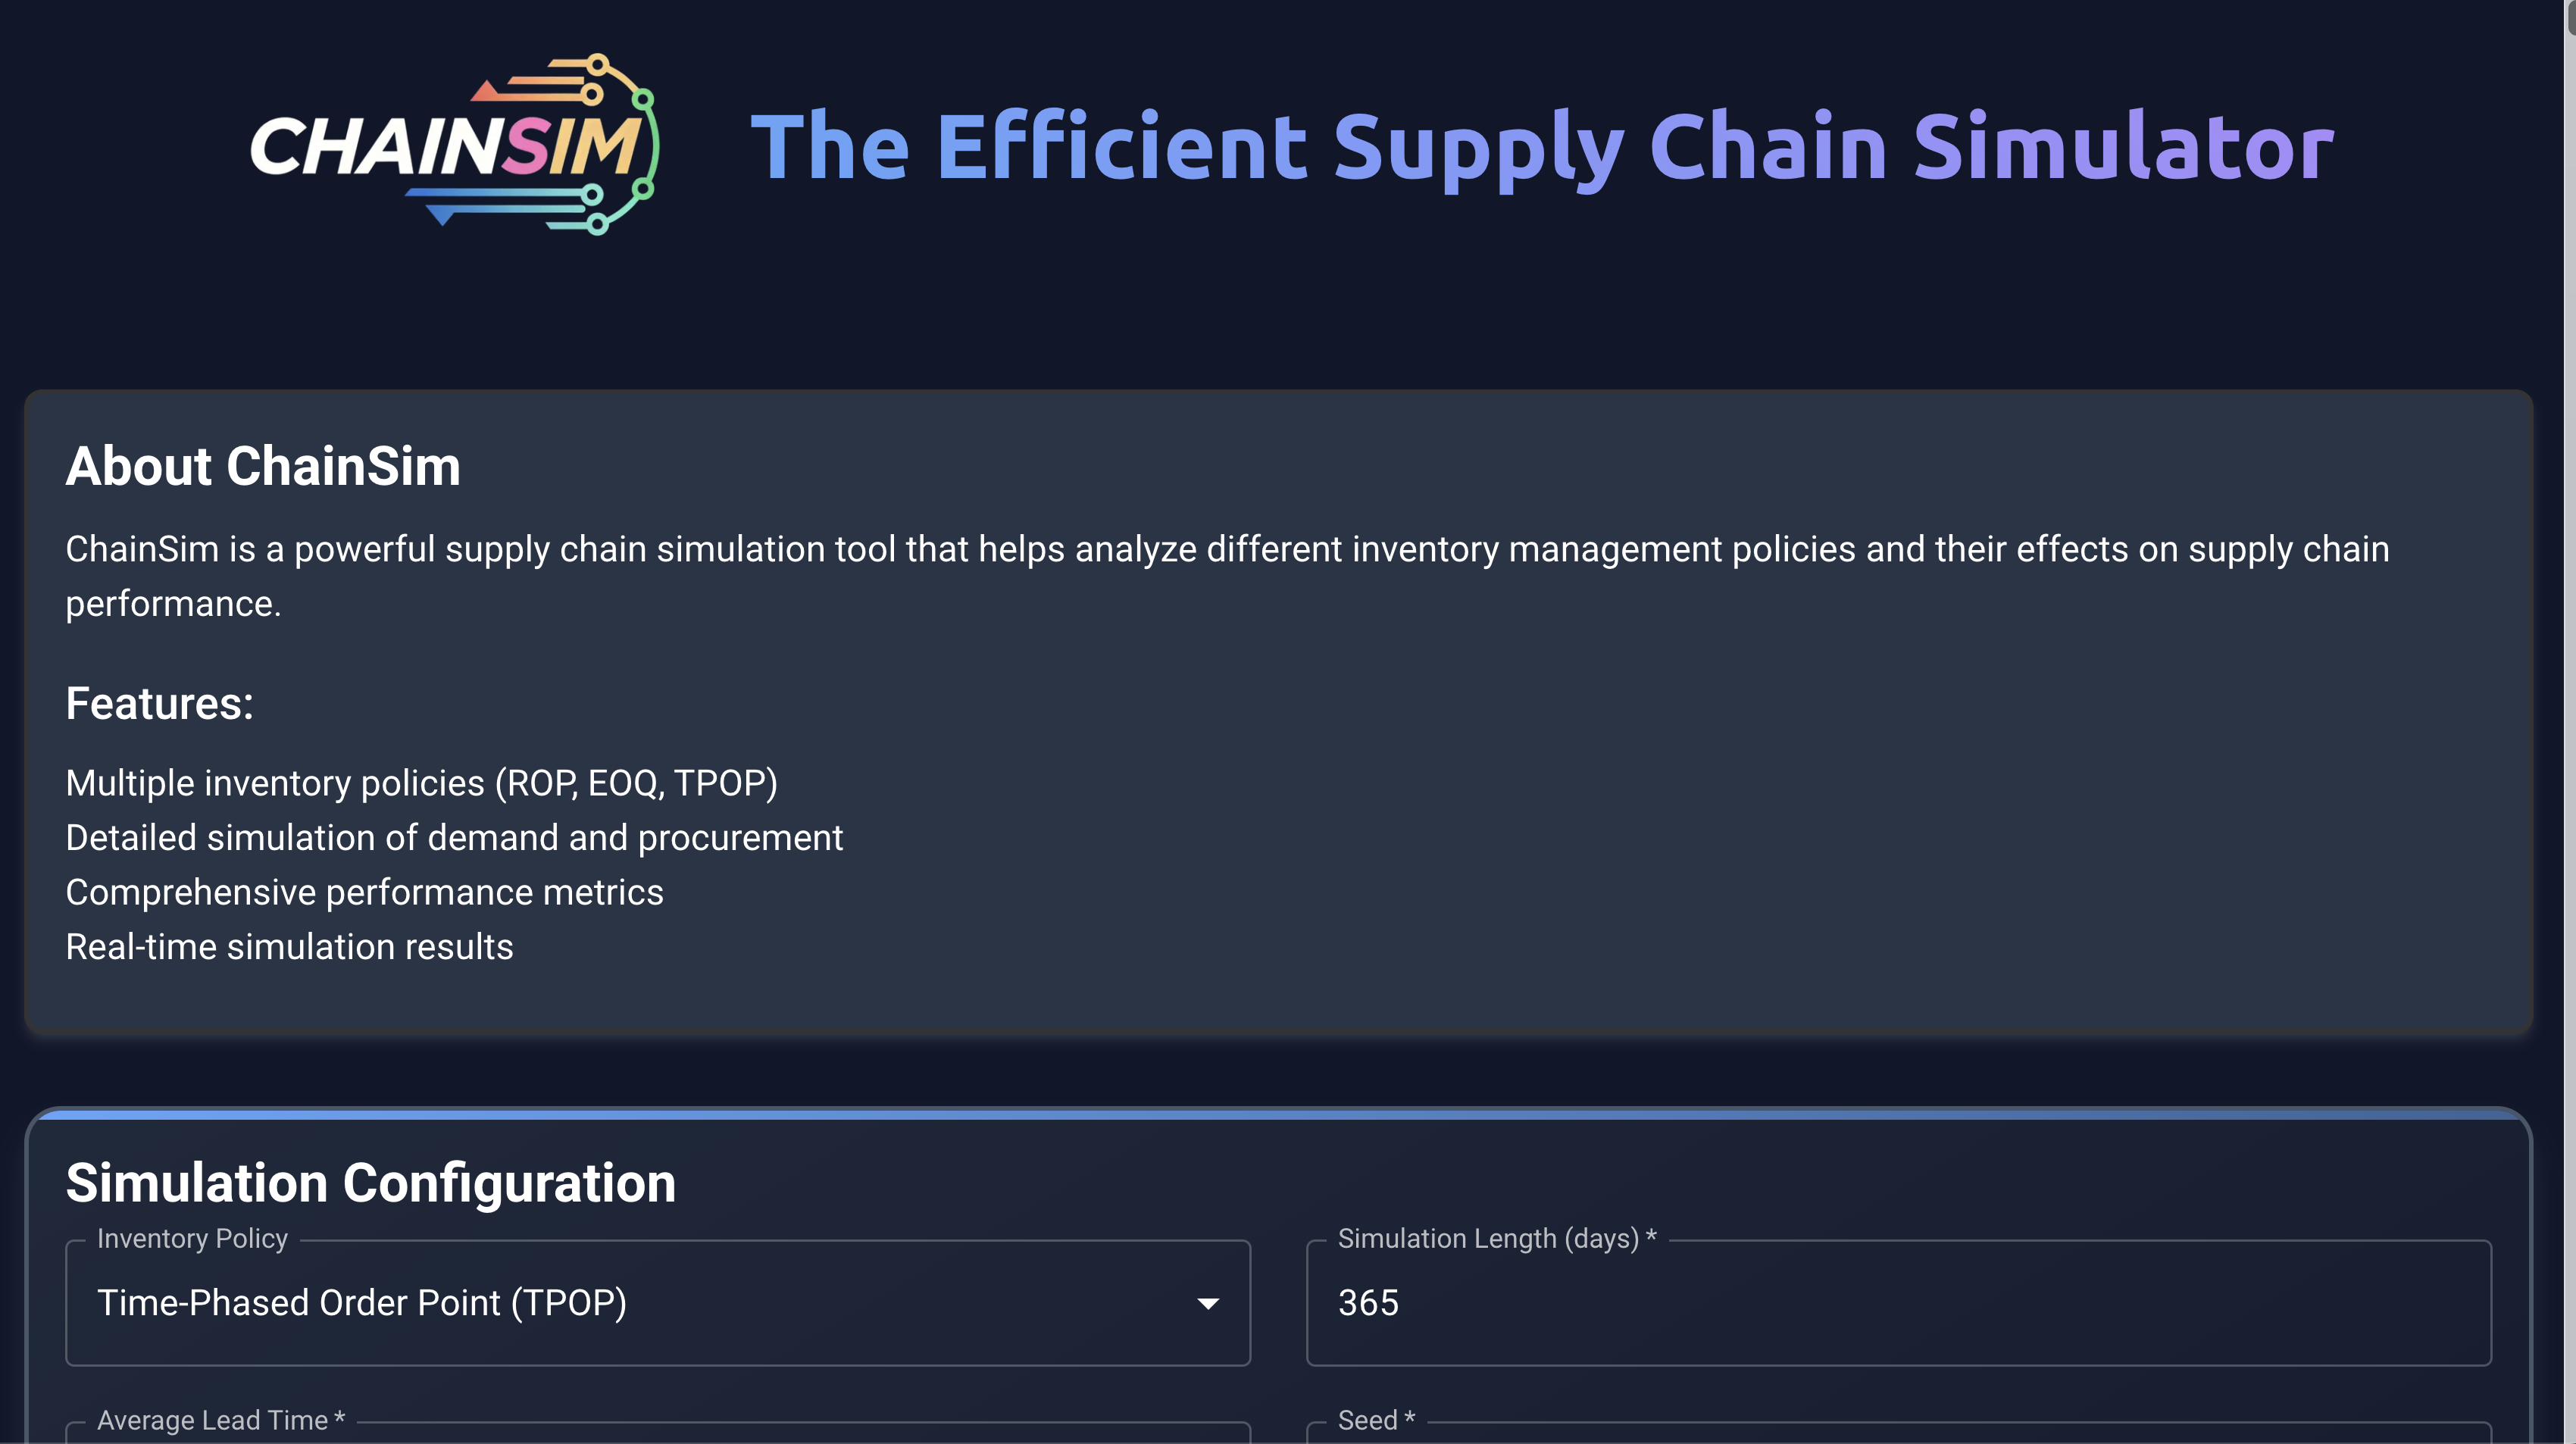 CHAINSIM
The Efficient Supply Chain Simulator
About ChainSim
ChainSim is a powerful supply chain simulation tool that helps analyze different inventory management policies and their effects on supply chain
performance.
Features:
Multiple inventory policies (ROP, EOQ, TPOP)
Detailed simulation of demand and procurement
Comprehensive performance metrics
Real-time simulation results
Simulation Configuration
Inventory Policy
Time-Phased Order Point (TPOP)
Simulation Length (days) *
365
Average Lead Time *
Seed *